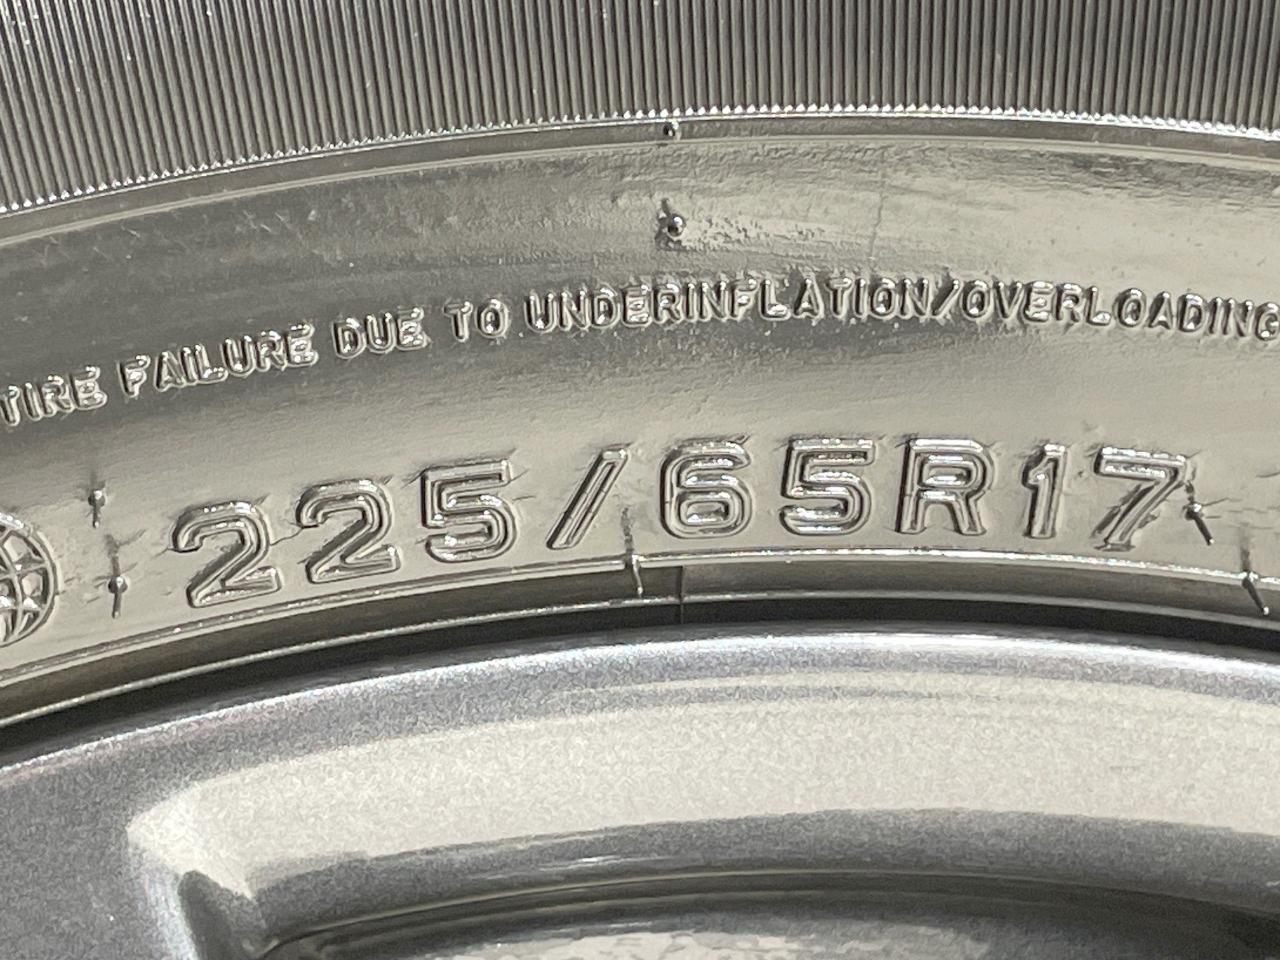 TIRE FAILURE DUE TO UNDERINFLATION/OVERLOADING
225/65R17